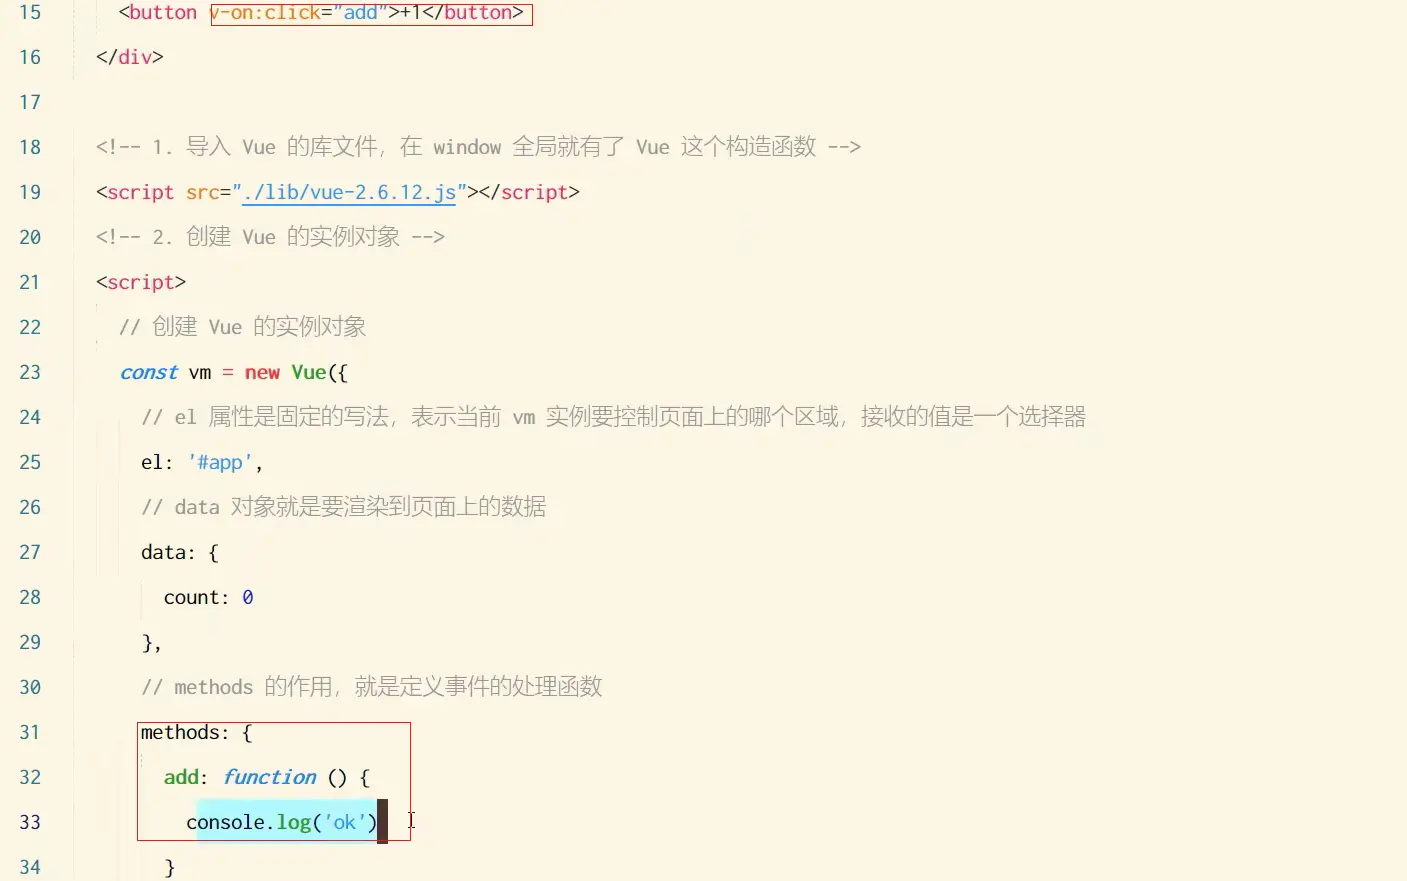 15 <button v-on:click="add">+1</button>
16 </div>
17
18 <!-- 1. 导入 Vue 的库文件，在 window 全局就有了 Vue 这个构造函数 -->
19 <script src="./lib/vue-2.6.12.js"></script>
20 <!-- 2. 创建 Vue 的实例对象 -->
21 <script>
22 // 创建 Vue 的实例对象
23 const vm = new Vue({
24 // el 属性是固定的写法，表示当前 vm 实例要控制页面上的哪个区域，接收的值是一个选择器
25 el: '#app',
26 // data 对象就是要渲染到页面上的数据
27 data: {
28 count: 0
29 },
30 // methods 的作用，就是定义事件的处理函数
31 methods: {
32 add: function () {
33 console.log('ok')
34 }